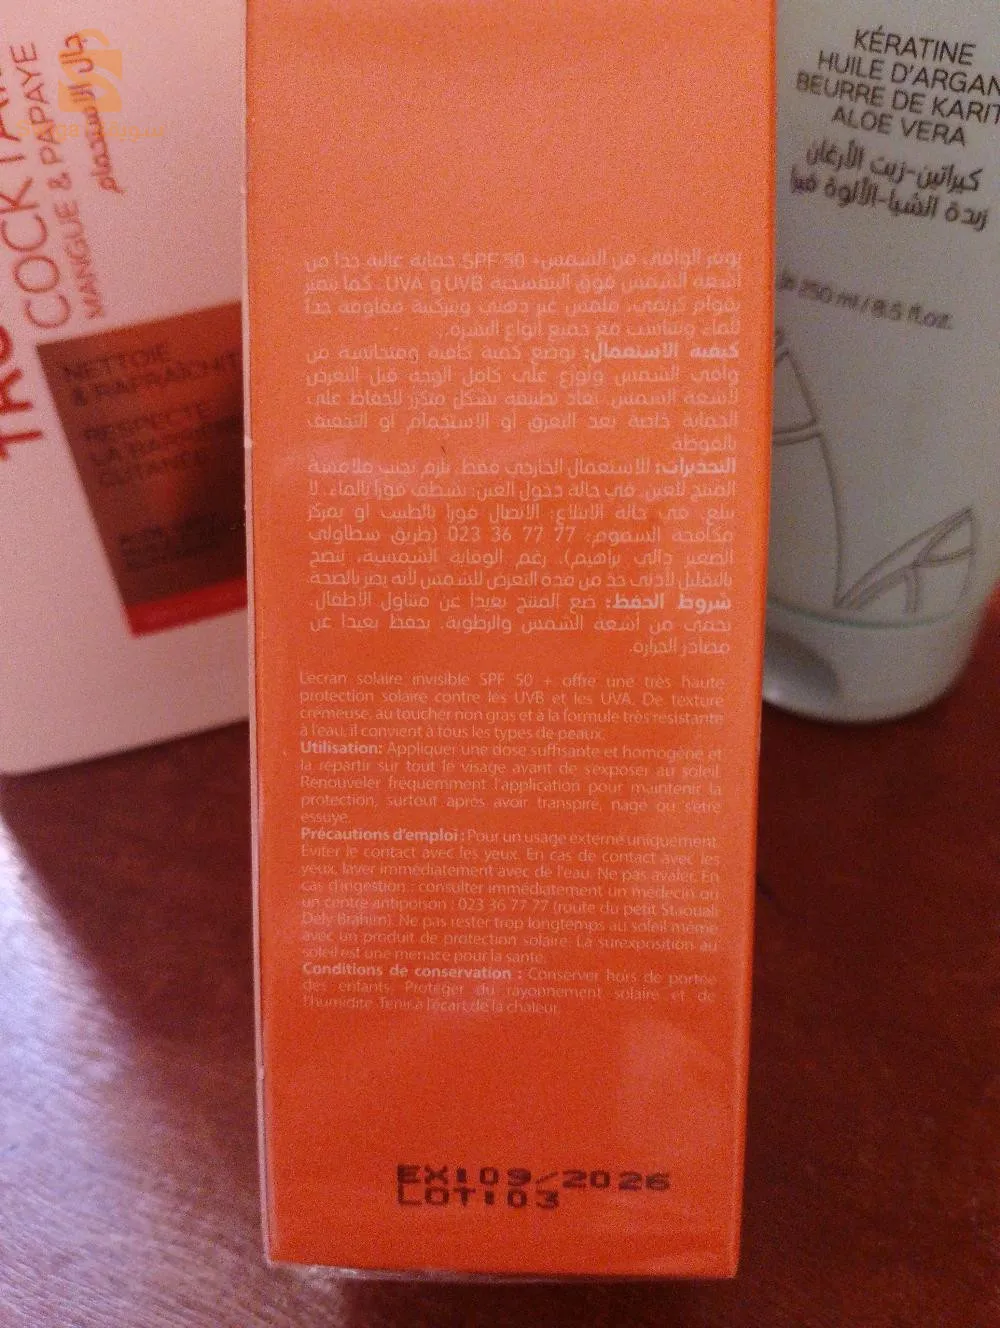 COCKTAIL
MANGUE & PAPAYE
جال الاستحمام
NETTOIE
& RAFRAÎCHIT
RESPECTE
CUTANÉE
KÉRATINE
HUILE D'ARGAN
BEURRE DE KARIT
ALOE VERA
كيراتين-زيت الأرغان
زبدة الشيا-الألوة فيرا
250 ml / 8.5 fl.oz.
يوفر الواقي من الشمس +SPF 50 حماية عالية جدا من
أشعة الشمس فوق البنفسجية UVB و UVA. كما يتميز
بقوام كريمي، ملمس غير دهني وبتركيبة مقاومة جدا
للماء ويتناسب مع جميع أنواع البشرة.
كيفية الاستعمال: توضع كمية كافية ومتجانسة من
واقي الشمس وتوزع على كامل الوجه قبل التعرض
لأشعة الشمس. يعاد تطبيقه بشكل متكرر للحفاظ على
الحماية خاصة بعد التعرق أو الاستحمام أو التجفيف
بالفوطة.
التحذيرات: للاستعمال الخارجي فقط. يلزم تجنب ملامسة
المنتج للعين. في حالة دخول العين: يشطف فورا بالماء. لا
يبلع. في حالة الابتلاع: الاتصال فورا بالطبيب أو بمركز
مكافحة السموم: 77 77 36 023 (طريق سطاوالي
الصغير دالي براهيم). رغم الوقاية الشمسية، ننصح
بالتقليل لأدنى حد من مدة التعرض للشمس لأنه يضر بالصحة.
شروط الحفظ: ضع المنتج بعيدا عن متناول الأطفال.
يحمى من أشعة الشمس والرطوبة. يحفظ بعيدا عن
مصادر الحرارة.
L'écran solaire invisible SPF 50 + offre une très haute
protection solaire contre les UVB et les UVA. De texture
crémeuse, au toucher non gras et à la formule très résistante
à l'eau, il convient à tous les types de peaux.
Utilisation: Appliquer une dose suffisante et homogène et
la répartir sur tout le visage avant de s'exposer au soleil.
Renouveler fréquemment l'application pour maintenir la
protection, surtout après avoir transpiré, nagé ou s'être
essuyé.
Précautions d'emploi : Pour un usage externe uniquement.
Eviter le contact avec les yeux. En cas de contact avec les
yeux, laver immédiatement avec de l'eau. Ne pas avaler. En
cas d'ingestion : consulter immédiatement un médecin ou
un centre antipoison : 023 36 77 77 (route du petit Staouali
Dely Brahim). Ne pas rester trop longtemps au soleil même
avec un produit de protection solaire. La surexposition au
soleil est une menace pour la santé.
Conditions de conservation : Conserver hors de portée
des enfants. Protéger du rayonnement solaire et de
l'humidité. Tenir à l'écart de la chaleur.
EX:09/2026
LOT:03